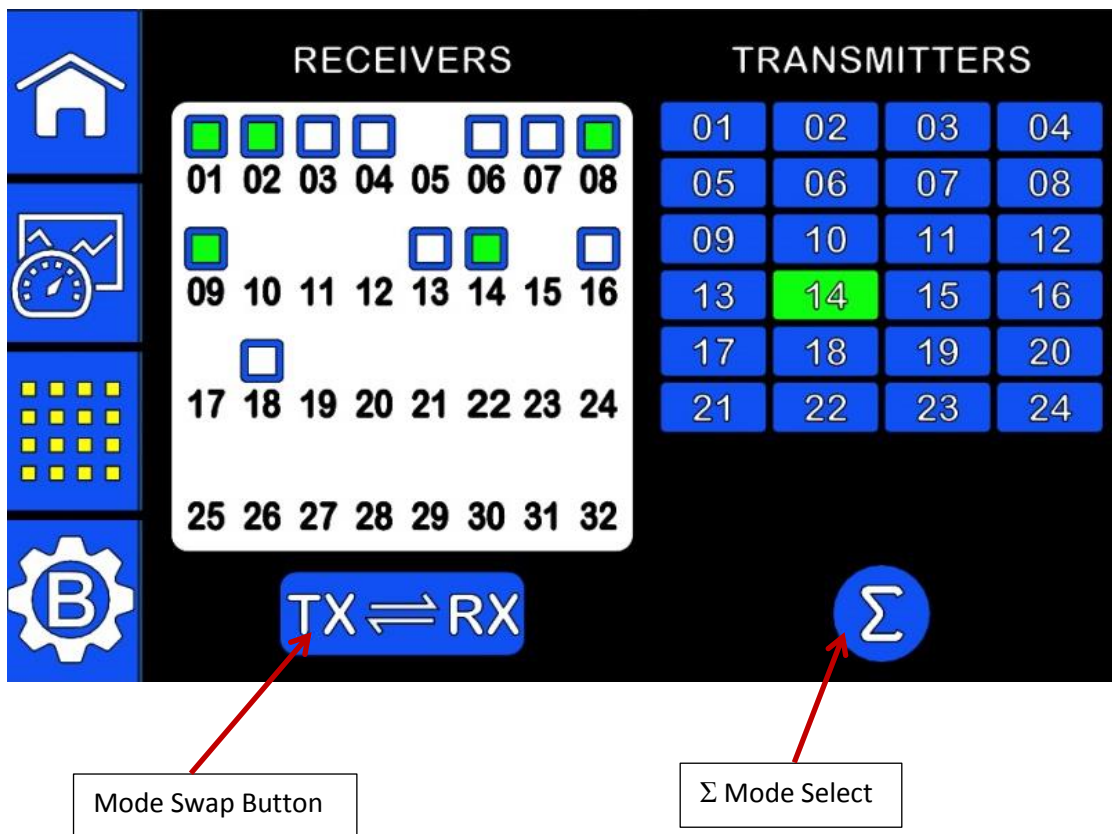 RECEIVERS
01 02 03 04 05 06 07 08
09 10 11 12 13 14 15 16
17 18 19 20 21 22 23 24
25 26 27 28 29 30 31 32
TRANSMITTERS
01 02 03 04
05 06 07 08
09 10 11 12
13 14 15 16
17 18 19 20
21 22 23 24
B
TX ⇌ RX
Σ
Mode Swap Button
Σ Mode Select